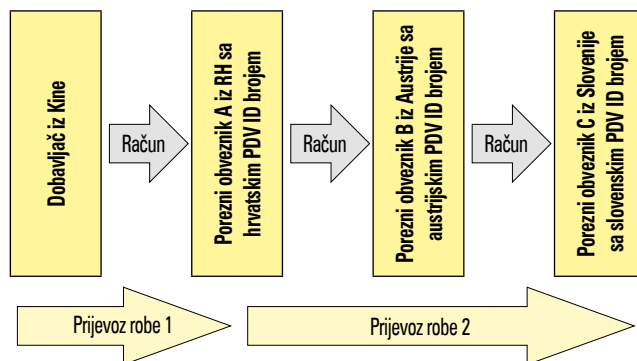 Dobavljač iz Kine
Račun
Porezni obveznik A iz RH sa
hrvatskim PDV ID brojem
Račun
Porezni obveznik B iz Austrije sa
austrijskim PDV ID brojem
Račun
Porezni obveznik C iz Slovenije
sa slovenskim PDV ID brojem
Prijevoz robe 1
Prijevoz robe 2